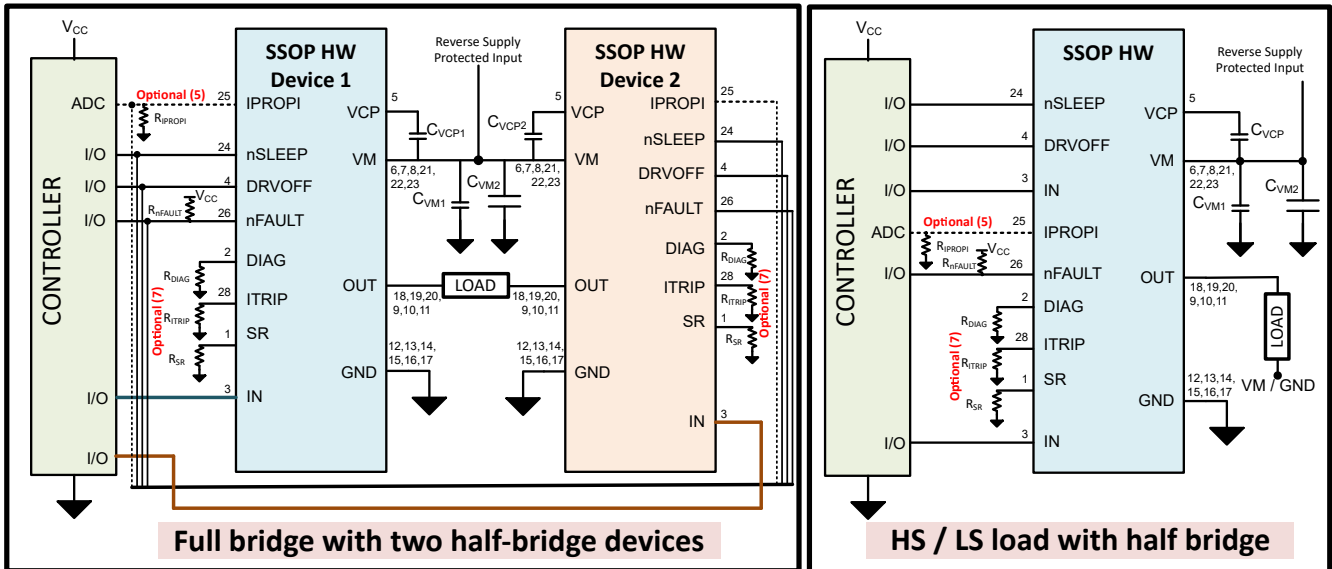 VCC
CONTROLLER
ADC
I/O
I/O
I/O
I/O
I/O
Optional (5)
RIPROPI
VCC
RnFAULT
RDIAG
RITRIP
RSR
Optional (7)
25
24
4
26
2
28
1
3
SSOP HW
Device 1
IPROPI
nSLEEP
DRVOFF
nFAULT
DIAG
ITRIP
SR
IN
VCP
VM
OUT
GND
5
6,7,8,21,
22,23
18,19,20,
9,10,11
12,13,14,
15,16,17
Reverse Supply
Protected Input
CVCP1
CVCP2
CVM1
CVM2
LOAD
5
6,7,8,21,
22,23
18,19,20,
9,10,11
12,13,14,
15,16,17
SSOP HW
Device 2
VCP
VM
OUT
GND
IPROPI
nSLEEP
DRVOFF
nFAULT
DIAG
ITRIP
SR
IN
25
24
4
26
2
28
1
3
RDIAG
RITRIP
RSR
Optional (7)
Full bridge with two half-bridge devices
VCC
CONTROLLER
I/O
I/O
I/O
ADC
I/O
I/O
Optional (5)
RIPROPI
VCC
RnFAULT
RDIAG
RITRIP
RSR
Optional (7)
24
4
3
25
26
2
28
1
3
SSOP HW
nSLEEP
DRVOFF
IN
IPROPI
nFAULT
DIAG
ITRIP
SR
IN
VCP
VM
OUT
GND
Reverse Supply
Protected Input
5
CVCP
6,7,8,21,
22,23
CVM1
CVM2
18,19,20,
9,10,11
LOAD
VM / GND
12,13,14,
15,16,17
HS / LS load with half bridge